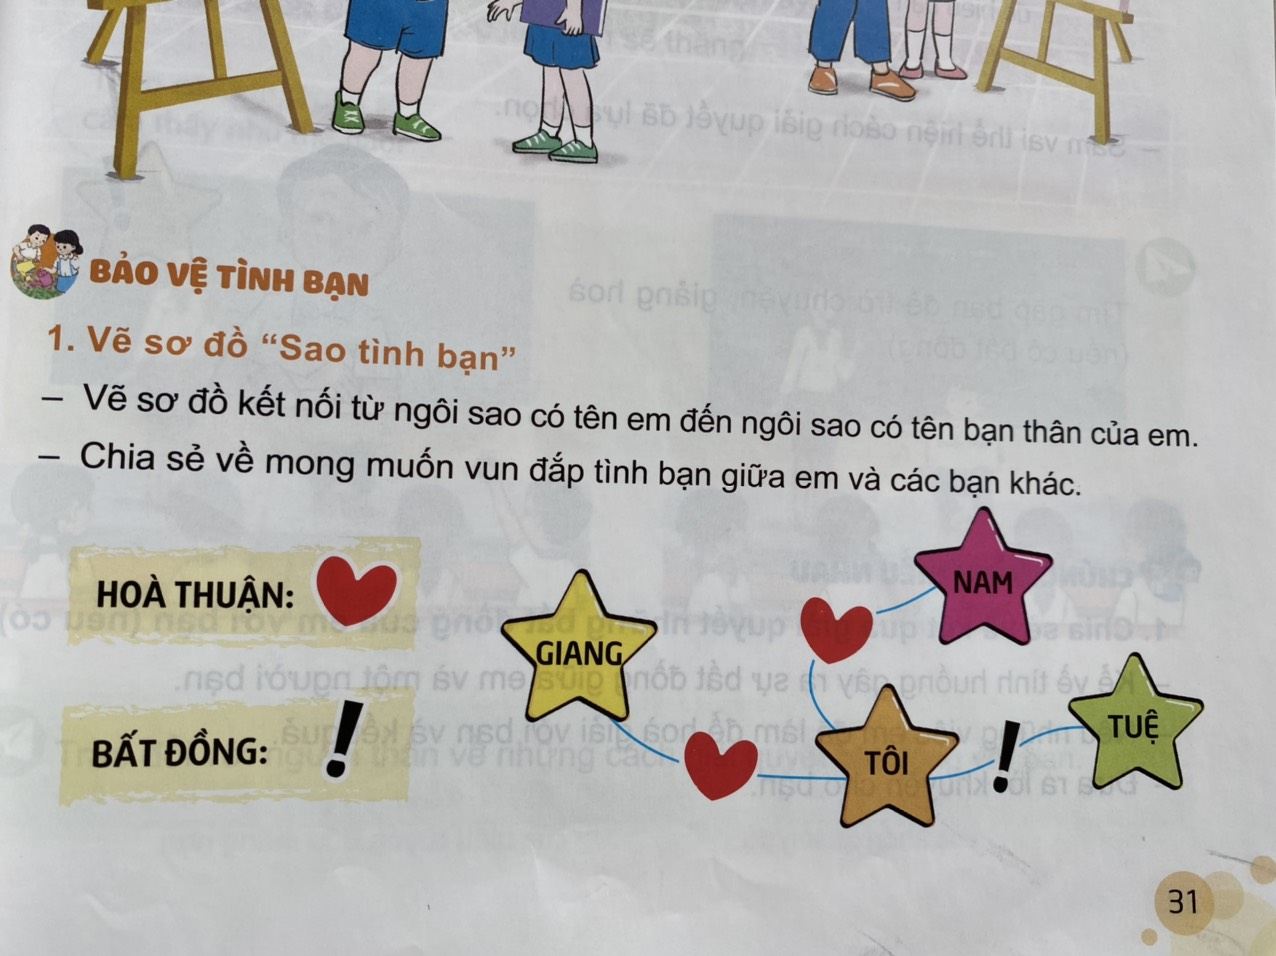 BẢO VỆ TÌNH BẠN
1. Vẽ sơ đồ “Sao tình bạn”
– Vẽ sơ đồ kết nối từ ngôi sao có tên em đến ngôi sao có tên bạn thân của em.
– Chia sẻ về mong muốn vun đắp tình bạn giữa em và các bạn khác.
HOÀ THUẬN:
BẤT ĐỒNG: !
GIANG
NAM
TÔI
!
TUỆ
31